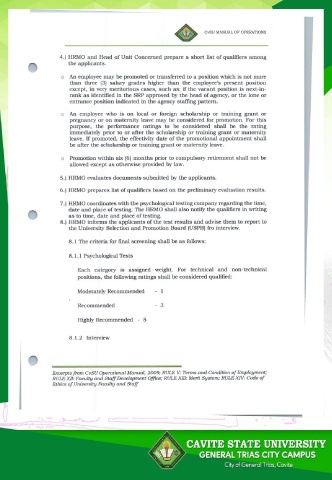 CvSU MANUAL OF OPERATIONS
4.) HRMO and Head of Unit Concerned prepare a short list of qualifiers among
the applicants.
o An employee may be promoted or transferred to a position which is not more
than three (3) salary grades higher than the employee's present position
except, in very meritorious cases, such as: if the vacant position is next-in-
rank as identified in the SRP approved by the head of agency, or the lone or
entrance position indicated in the agency staffing pattern.
o An employee who is on local or foreign scholarship or training grant or
pregnancy or on maternity leave may be considered for promotion. For this
purpose, the performance ratings to be considered shall be the rating
immediately prior to or after the scholarship or training grant or maternity
leave. If promoted, the effectivity date of the promotional appointment shall
be after the scholarship or training grant or maternity leave.
o Promotion within six (6) months prior to compulsory retirement shall not be
allowed except as otherwise provided by law.
5.) HRMO evaluates documents submitted by the applicants.
6.) HRMO prepares list of qualifiers based on the preliminary evaluation results.
7.) HRMO coordinates with the psychological testing company regarding the time,
date and place of testing. The HRMO shall also notify the qualifiers in writing
as to time, date and place of testing.
8.) HRMO informs the applicants of the test results and advise them to report to
the University Selection and Promotion Board (USPB) for interview.
8.1 The criteria for final screening shall be as follows:
8.1.1 Psychological Tests
Each category is assigned weight. For technical and non-technical
positions, the following ratings shall be considered qualified:
Moderately Recommended - 1
Recommended - 3
Highly Recommended - 5
8.1.2 Interview
Excerpts from CvSU Operational Manual, 2009; RULE V: Terms and Condition of Employment;
RULE XII: Faculty and Staff Development Office; RULE XIII: Merit System; RULE XIV: Code of
Ethics of University Faculty and Staff
CAVITE STATE UNIVERSITY
GENERAL TRIAS CITY CAMPUS
City of General Trias, Cavite